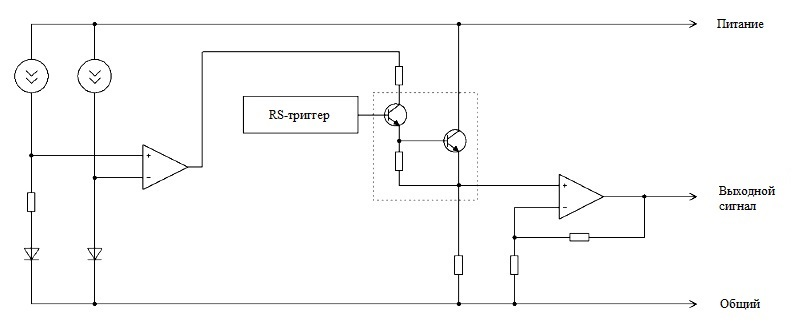 Питание
RS-триггер
+
−
+
−
Выходной
сигнал
Общий